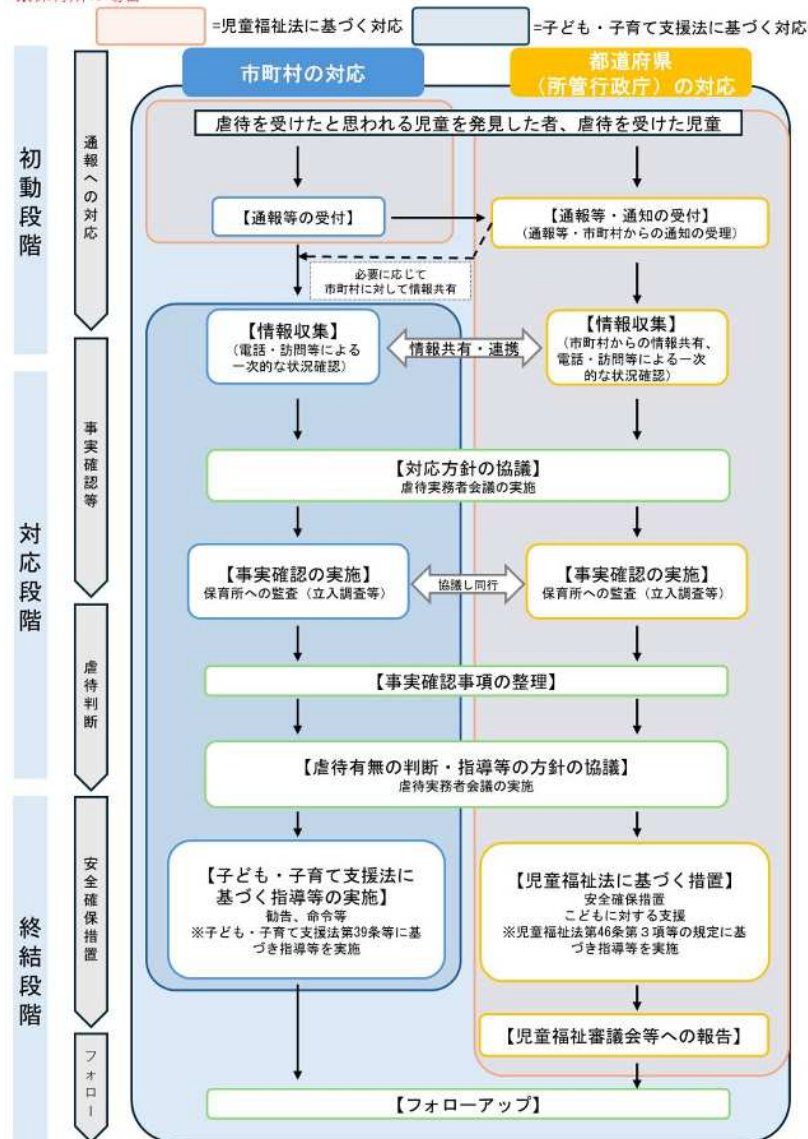 =児童福祉法に基づく対応
=子ども・子育て支援法に基づく対応
市町村の対応
都道府県
(所管行政庁)の対応
初動段階
通報への対応
虐待を受けたと思われる児童を発見した者、虐待を受けた児童
【通報等の受付】
【通報等・通知の受付】
(通報等・市町村からの通知の受理)
必要に応じて
市町村に対して情報共有
【情報収集】
(電話・訪問等による
一次的な状況確認)
情報共有・連携
【情報収集】
(市町村からの情報共有、
電話・訪問等による一次
的な状況確認)
対応段階
事実確認等
【対応方針の協議】
虐待実務者会議の実施
【事実確認の実施】
保育所への監査(立入調査等)
協議し同行
【事実確認の実施】
保育所への監査(立入調査等)
虐待判断
【事実確認事項の整理】
【虐待有無の判断・指導等の方針の協議】
虐待実務者会議の実施
終結段階
安全確保措置
【子ども・子育て支援法に
基づく指導等の実施】
勧告、命令等
※子ども・子育て支援法第39条等に基
づき指導等を実施
【児童福祉法に基づく措置】
安全確保措置
こどもに対する支援
※児童福祉法第46条第3項等の規定に基
づき指導等を実施
【児童福祉審議会等への報告】
フォロー
【フォローアップ】